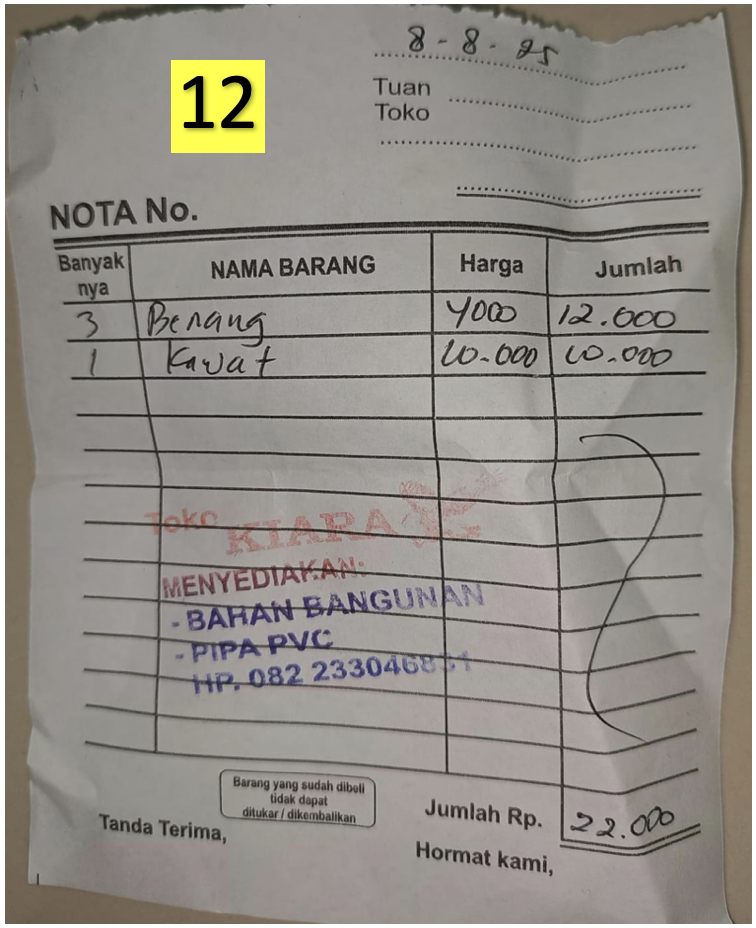 8-8-25
12
Tuan
Toko
NOTA No.
Banyak nya NAMA BARANG Harga Jumlah
3 Benang 4000 12.000
1 Kawat 10.000 10.000
Toko KIARA
MENYEDIAKAN:
- BAHAN BANGUNAN
- PIPA PVC
HP. 082 233046831
Barang yang sudah dibeli
tidak dapat
ditukar / dikembalikan
Jumlah Rp. 22.000
Tanda Terima,
Hormat kami,